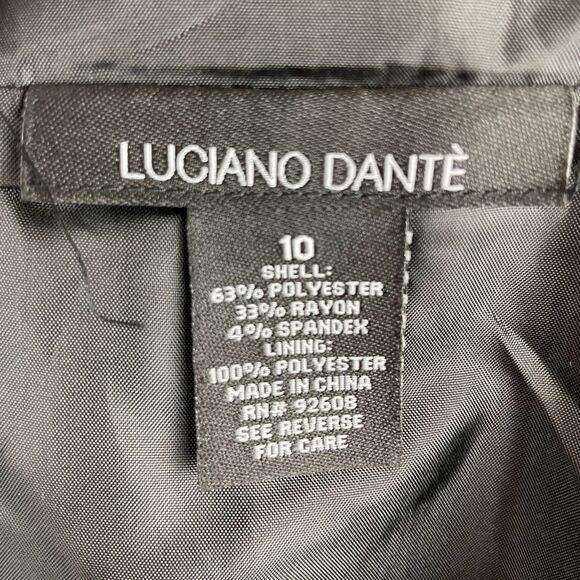 LUCIANO DANTÈ
10
SHELL:
63% POLYESTER
33% RAYON
4% SPANDEX
LINING:
100% POLYESTER
MADE IN CHINA
RN# 92608
SEE REVERSE
FOR CARE